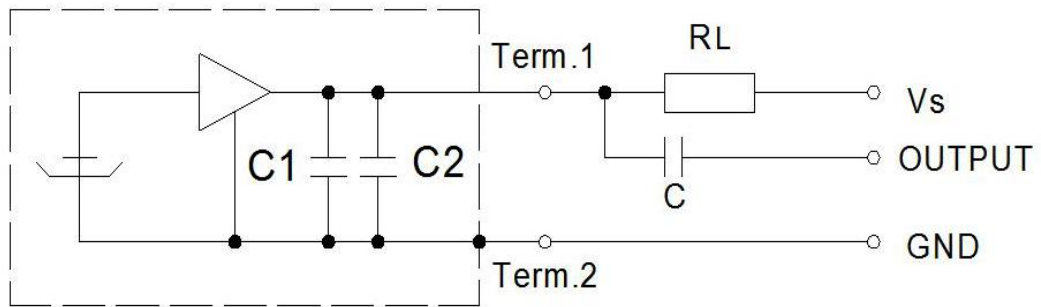 Term.1
RL
Vs
C1
C2
OUTPUT
C
Term.2
GND